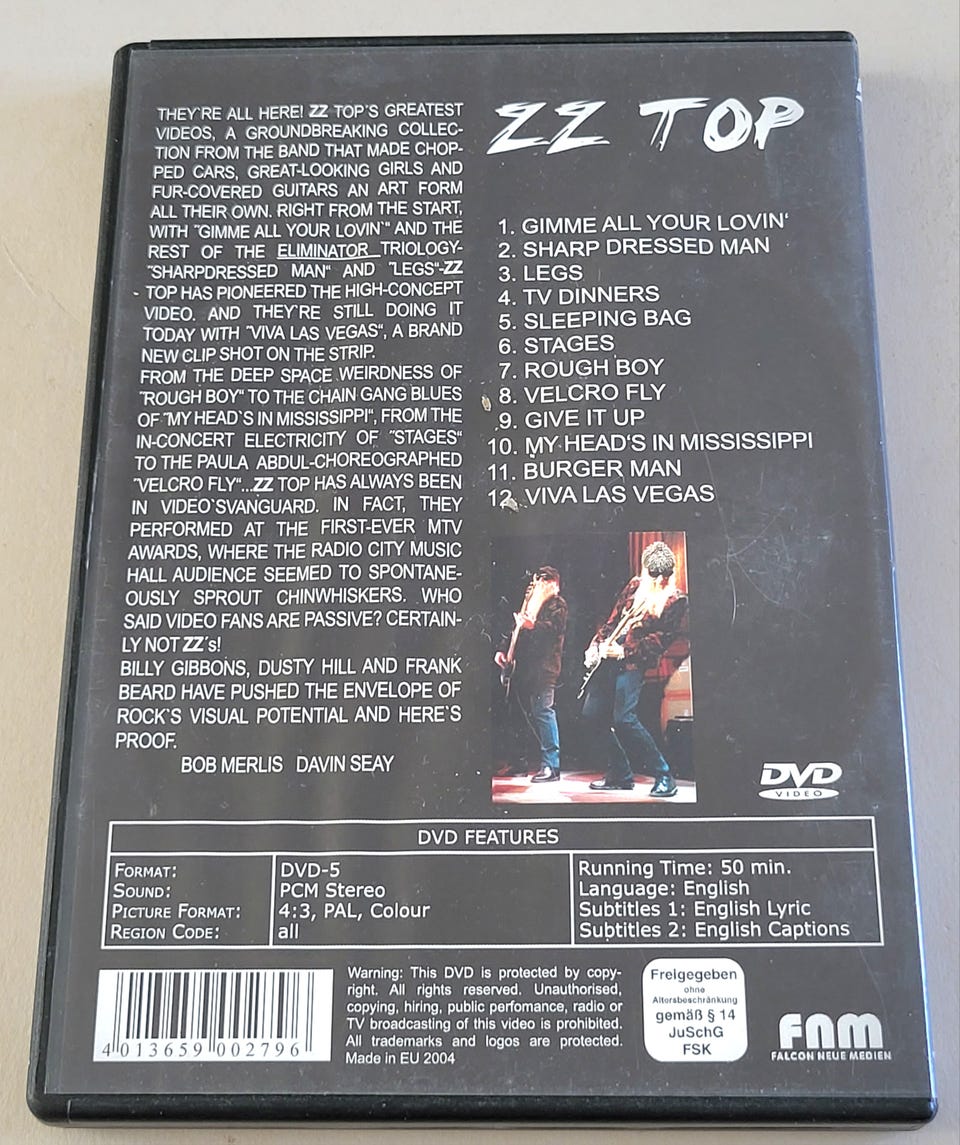 THEY`RE ALL HERE! ZZ TOP`S GREATEST
VIDEOS, A GROUNDBREAKING COLLEC-
TION FROM THE BAND THAT MADE CHOP-
PED CARS, GREAT-LOOKING GIRLS AND
FUR-COVERED GUITARS AN ART FORM
ALL THEIR OWN. RIGHT FROM THE START,
WITH "GIMME ALL YOUR LOVIN`" AND THE
REST OF THE ELIMINATOR TRIOLOGY-
"SHARPDRESSED MAN" AND "LEGS"-ZZ
TOP HAS PIONEERED THE HIGH-CONCEPT
VIDEO. AND THEY`RE STILL DOING IT
TODAY WITH "VIVA LAS VEGAS", A BRAND
NEW CLIP SHOT ON THE STRIP.
FROM THE DEEP SPACE WEIRDNESS OF
"ROUGH BOY" TO THE CHAIN GANG BLUES
OF "MY HEAD`S IN MISSISSIPPI", FROM THE
IN-CONCERT ELECTRICITY OF "STAGES"
TO THE PAULA ABDUL-CHOREOGRAPHED
"VELCRO FLY"...ZZ TOP HAS ALWAYS BEEN
IN VIDEO`SVANGUARD. IN FACT, THEY
PERFORMED AT THE FIRST-EVER MTV
AWARDS, WHERE THE RADIO CITY MUSIC
HALL AUDIENCE SEEMED TO SPONTANE-
OUSLY SPROUT CHINWHISKERS. WHO
SAID VIDEO FANS ARE PASSIVE? CERTAIN-
LY NOT ZZ´s!
BILLY GIBBONS, DUSTY HILL AND FRANK
BEARD HAVE PUSHED THE ENVELOPE OF
ROCK`S VISUAL POTENTIAL AND HERE`S
PROOF.
BOB MERLIS DAVIN SEAY
ZZ TOP
1. GIMME ALL YOUR LOVIN‘
2. SHARP DRESSED MAN
3. LEGS
4. TV DINNERS
5. SLEEPING BAG
6. STAGES
7. ROUGH BOY
8. VELCRO FLY
9. GIVE IT UP
10. MY HEAD‘S IN MISSISSIPPI
11. BURGER MAN
12. VIVA LAS VEGAS
DVD
VIDEO
DVD FEATURES
FORMAT: DVD-5
SOUND: PCM Stereo
PICTURE FORMAT: 4:3, PAL, Colour
REGION CODE: all
Running Time: 50 min.
Language: English
Subtitles 1: English Lyric
Subtitles 2: English Captions
4 013659 002796
Warning: This DVD is protected by copy-
right. All rights reserved. Unauthorised,
copying, hiring, public perfomance, radio or
TV broadcasting of this video is prohibited.
All trademarks and logos are protected.
Made in EU 2004
Freigegeben
ohne
Altersbeschränkung
gemäß § 14
JuSchG
FSK
FNM
FALCON NEUE MEDIEN